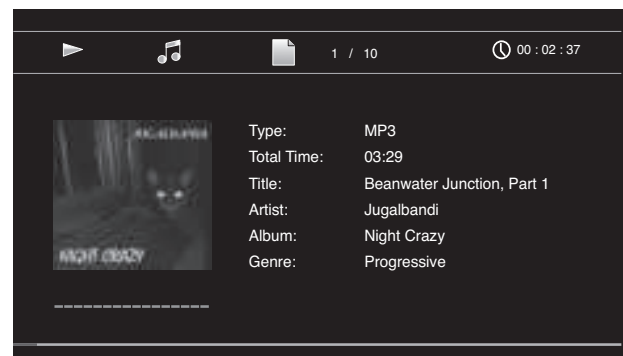 1 / 10
00 : 02 : 37
Type: MP3
Total Time: 03:29
Title: Beanwater Junction, Part 1
Artist: Jugalbandi
Album: Night Crazy
Genre: Progressive
NIGHT CRAZY